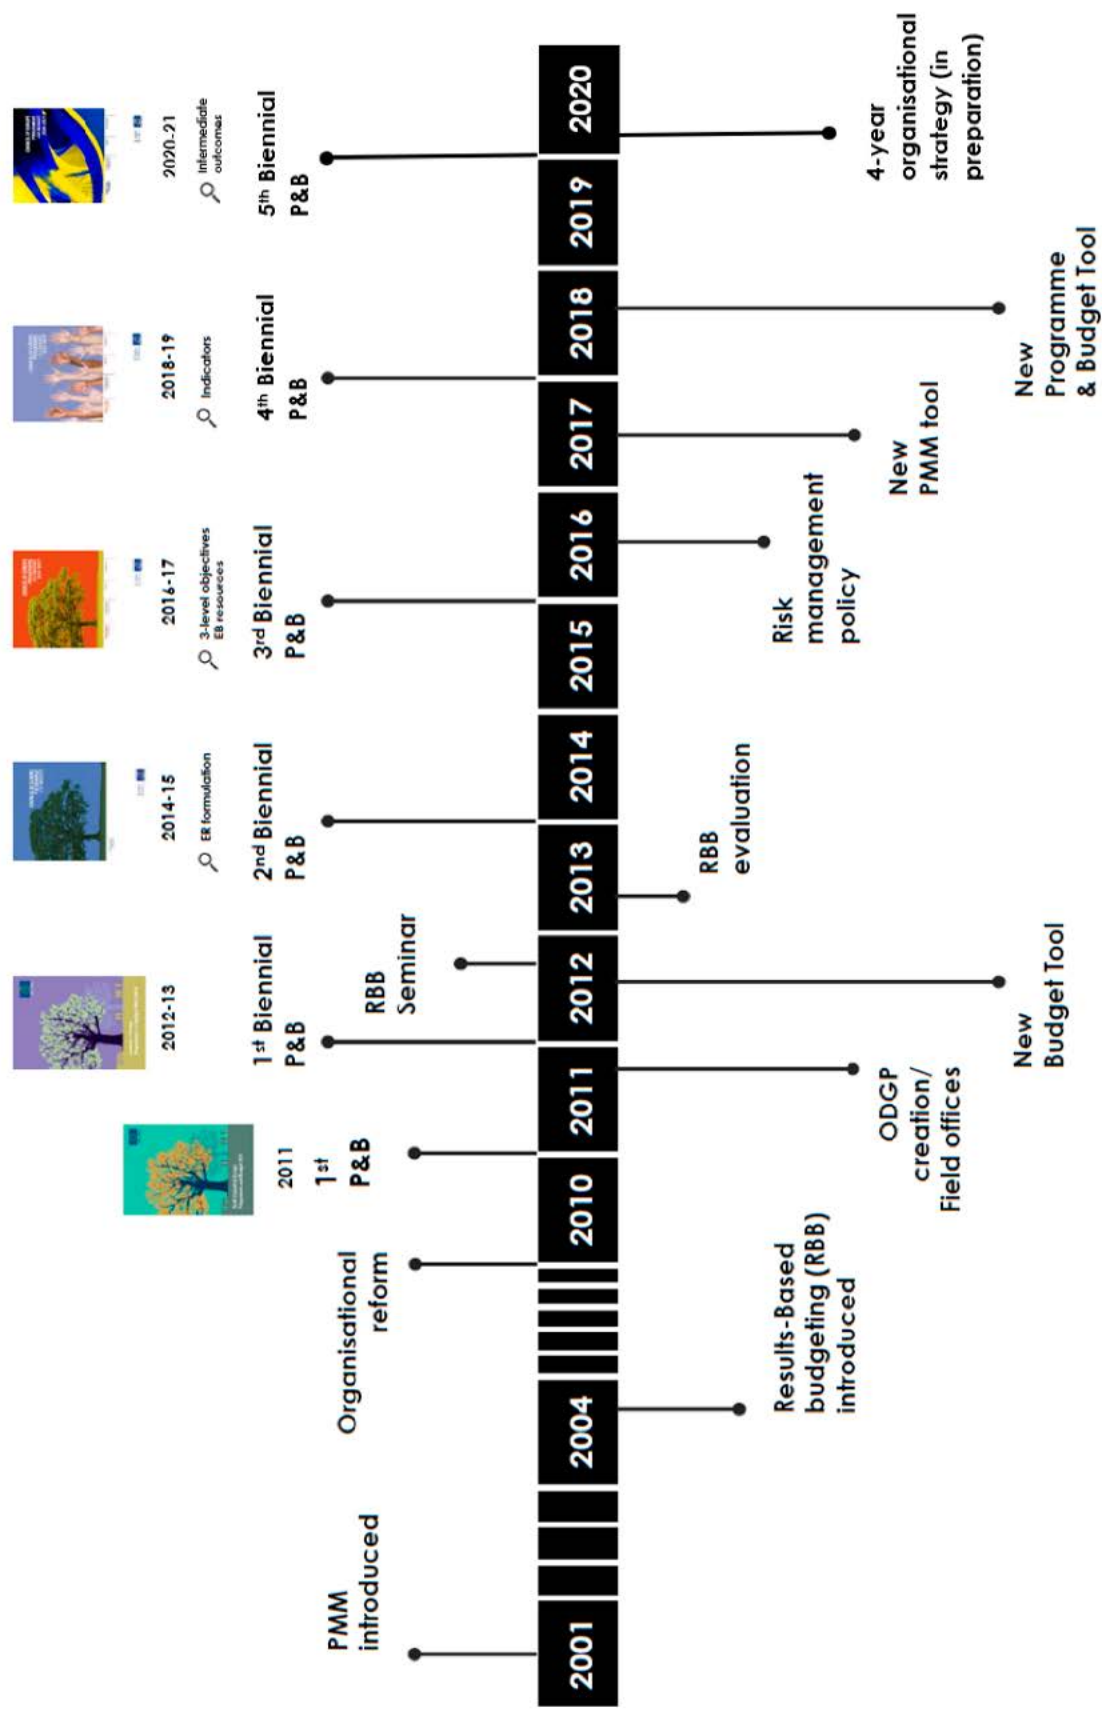 2011
2012-13
2014-15
ER formulation
2016-17
3-level objectives
EB resources
2018-19
Indicators
2020-21
Intermediate
outcomes
PMM
introduced
Organisational
reform
1st
P&B
1st Biennial
P&B
RBB
Seminar
2nd Biennial
P&B
3rd Biennial
P&B
4th Biennial
P&B
5th Biennial
P&B
2001
2004
2010
2011
2012
2013
2014
2015
2016
2017
2018
2019
2020
Results-Based
budgeting (RBB)
introduced
ODGP
creation/
Field offices
New
Budget Tool
RBB
evaluation
Risk
management
policy
New
PMM tool
New
Programme
& Budget Tool
4-year
organisational
strategy (in
preparation)